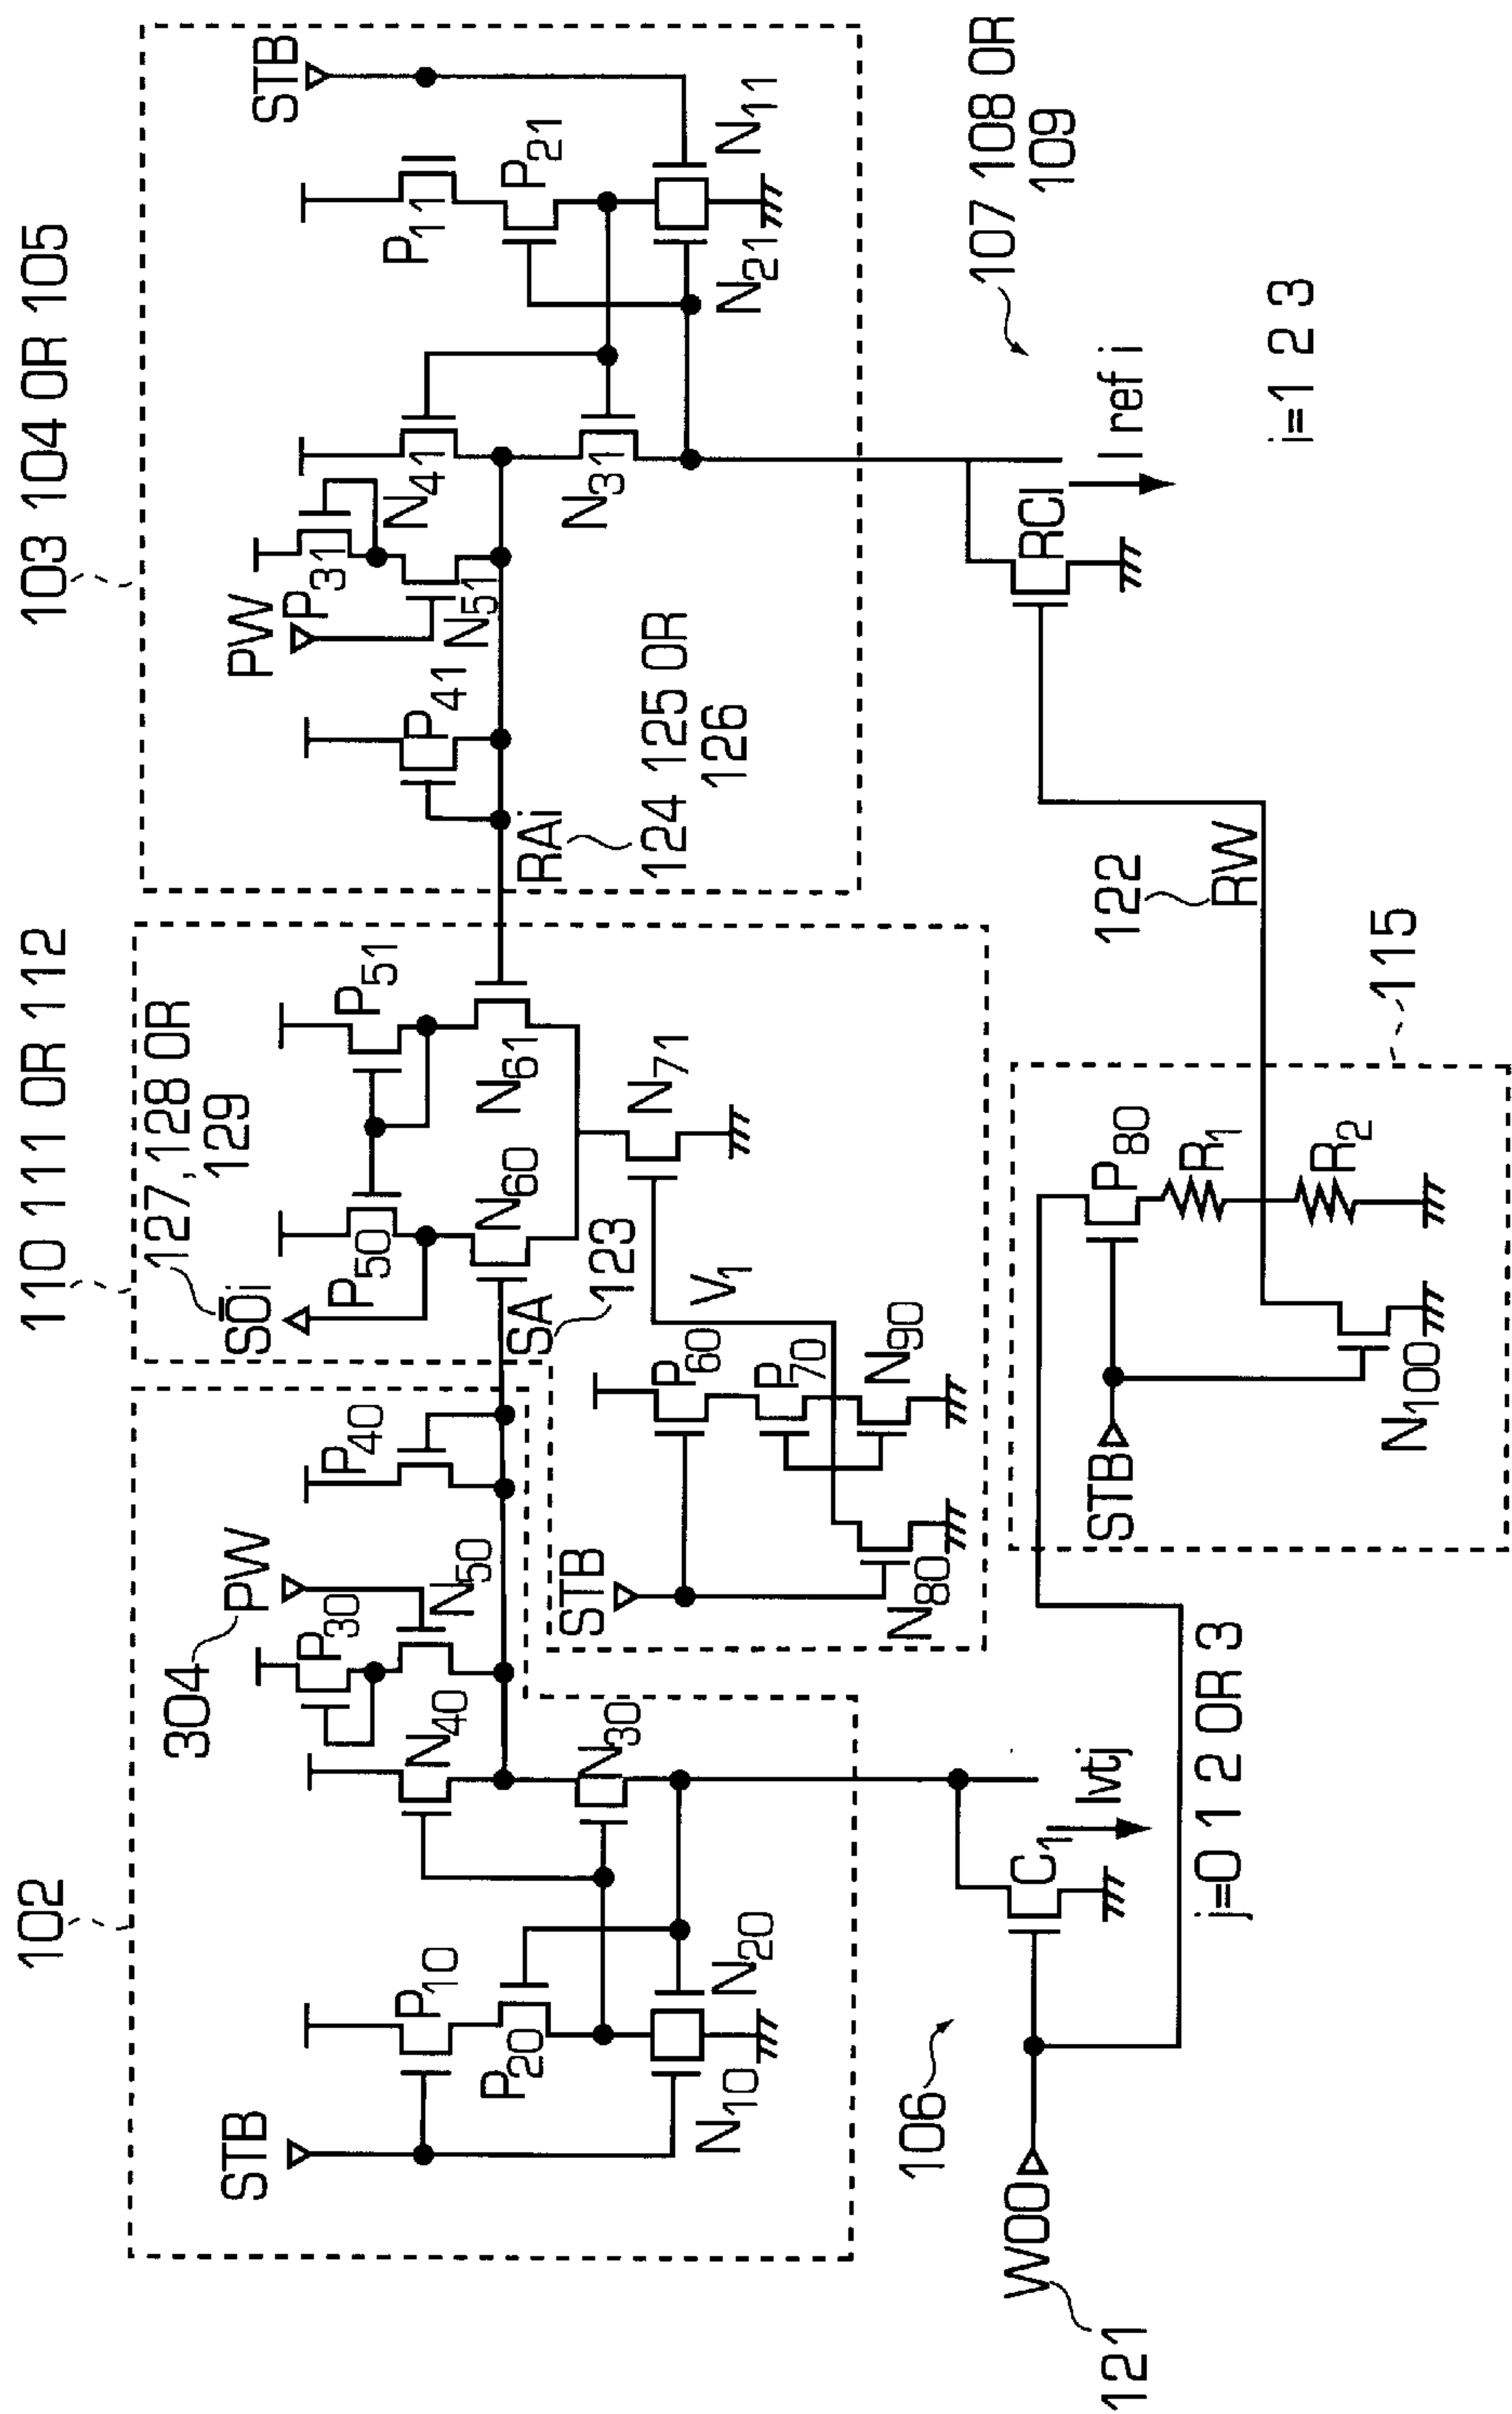 102
110 111 OR 112
103 104 OR 105
304
PW
127,128 OR
129
S̅O̅i
STB
P10
P20
N10
N20
N40
N30
P30
N50
P40
SA
123
P50
P51
N60
N61
N71
V1
STB
P60
P70
N80
N90
PW
P31
N51
P41
RAi
124 125 OR
126
N41
N31
P11
P21
N21
N11
STB
106
W00
121
C1
Ivtj
j=0 1 2 OR 3
STB
P80
R1
R2
N100
115
122
RW
RCi
I ref i
107 108 OR
109
i=1 2 3